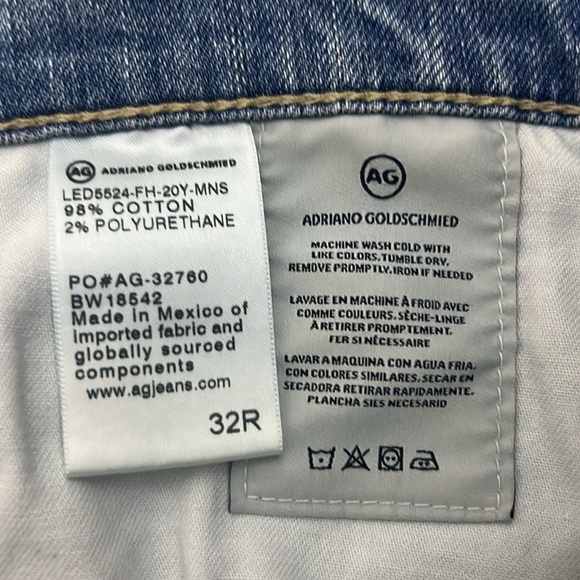 AG ADRIANO GOLDSCHMIED
LED5524-FH-20Y-MNS
98% COTTON
2% POLYURETHANE
PO#AG-32760
BW18542
Made in Mexico of
imported fabric and
globally sourced
components
www.agjeans.com
32R
AG
ADRIANO GOLDSCHMIED
MACHINE WASH COLD WITH
LIKE COLORS. TUMBLE DRY.
REMOVE PROMPTLY. IRON IF NEEDED
LAVAGE EN MACHINE À FROID AVEC
COMME COULEURS. SÈCHE-LINGE
À RETIRER PROMPTEMENT.
FER SI NÉCESSAIRE
LAVAR A MAQUINA CON AGUA FRIA.
CON COLORES SIMILARES. SECAR EN
SECADORA RETIRAR RAPIDAMENTE.
PLANCHA SIES NECESARIO